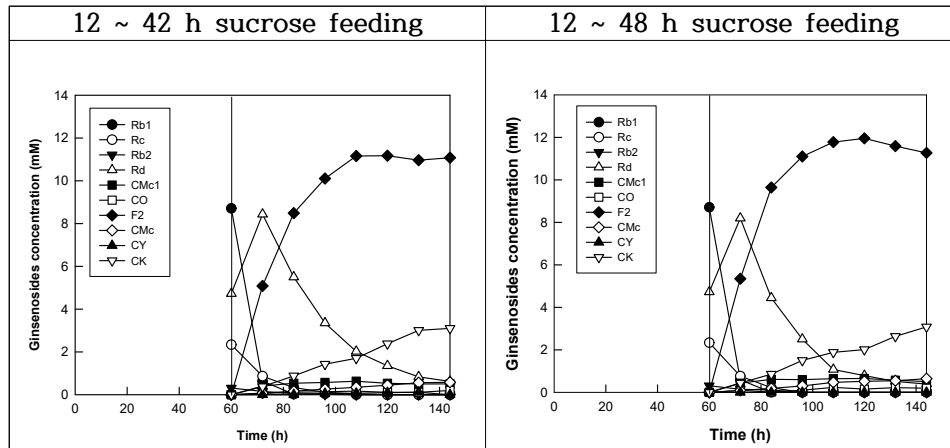 12 ~ 42 h sucrose feeding
Ginsenosides concentration (mM)
14
12
10
8
6
4
2
0
Rb1
Rc
Rb2
Rd
CMc1
CO
F2
CMc
CY
CK
0 20 40 60 80 100 120 140
Time (h)
12 ~ 48 h sucrose feeding
Ginsenosides concentration (mM)
14
12
10
8
6
4
2
0
Rb1
Rc
Rb2
Rd
CMc1
CO
F2
CMc
CY
CK
0 20 40 60 80 100 120 140
Time (h)